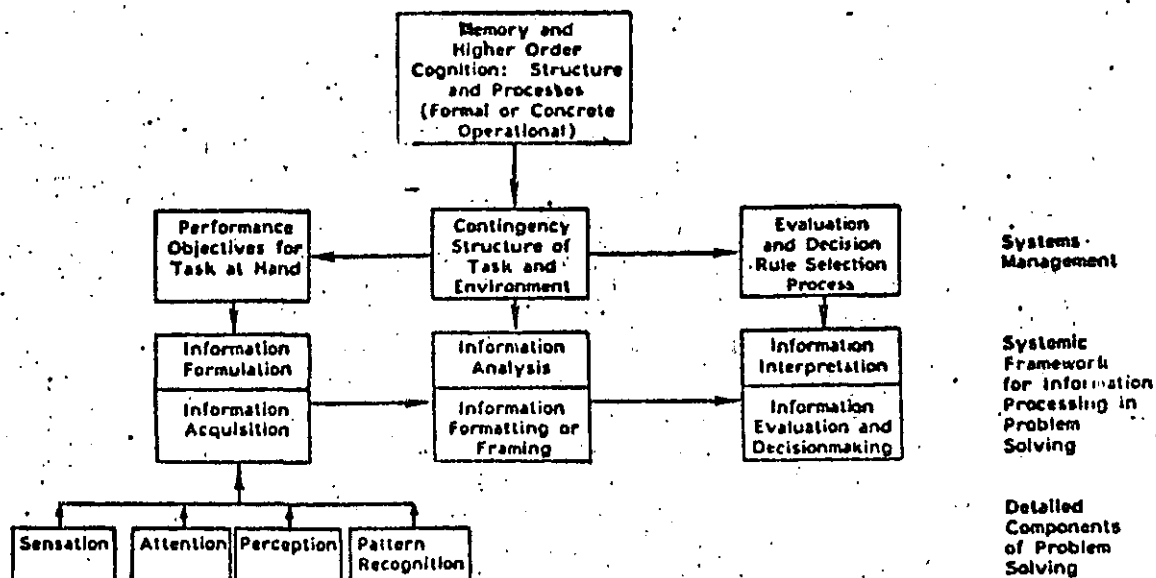 Memory and
Higher Order
Cognition: Structure
and Processes
(Formal or Concrete
Operational)
Performance
Objectives for
Task at Hand
Contingency
Structure of
Task and
Environment
Evaluation
and Decision
Rule Selection
Process
Systems
Management
Information
Formulation
Information
Acquisition
Information
Analysis
Information
Formatting or
Framing
Information
Interpretation
Information
Evaluation and
Decisionmaking
Systemic
Framework
for Information
Processing in
Problem
Solving
Sensation
Attention
Perception
Pattern
Recognition
Detailed
Components
of Problem
Solving